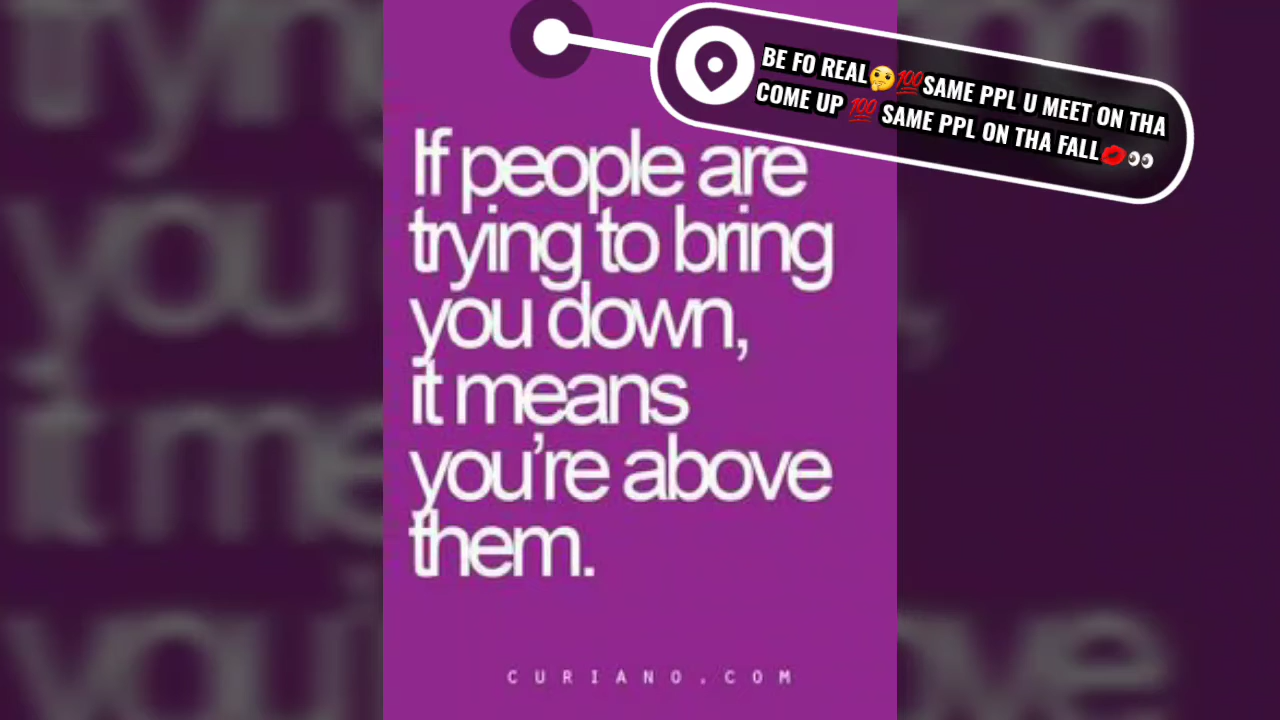 BE FO REAL🤔💯SAME PPL U MEET ON THA
COME UP 💯 SAME PPL ON THA FALL💋👀
If people are
trying to bring
you down,
it means
you're above
them.
CURIANO.COM